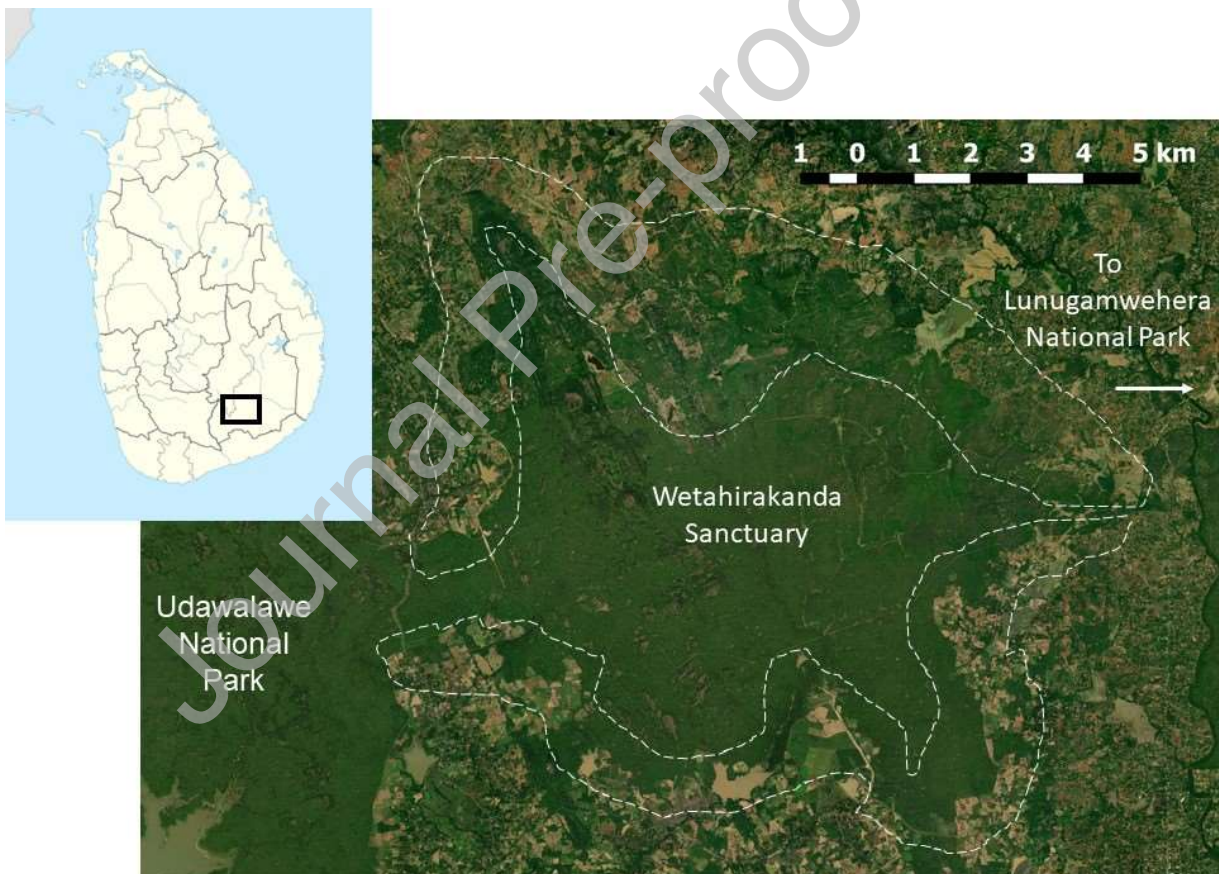 1 0 1 2 3 4 5 km
To
Lunugamwehera
National Park
Wetahirakanda
Sanctuary
Udawalawe
National
Park
Journal Pre-proo